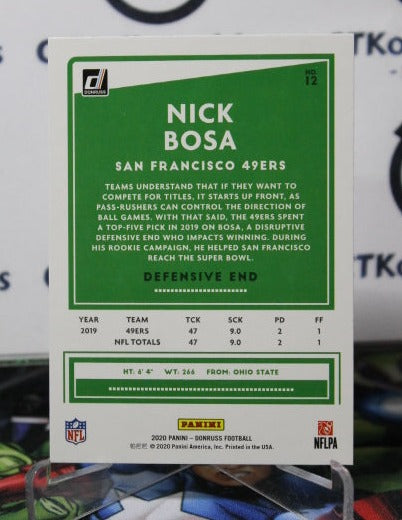 TKo
DONRUSS
NO.
12
NICK
BOSA
SAN FRANCISCO 49ERS
TEAMS UNDERSTAND THAT IF THEY WANT TO
COMPETE FOR TITLES, IT STARTS UP FRONT, AS
PASS-RUSHERS CAN CONTROL THE DIRECTION OF
BALL GAMES. WITH THAT SAID, THE 49ERS SPENT
A TOP-FIVE PICK IN 2019 ON BOSA, A DISRUPTIVE
DEFENSIVE END WHO IMPACTS WINNING. DURING
HIS ROOKIE CAMPAIGN, HE HELPED SAN FRANCISCO
REACH THE SUPER BOWL.
DEFENSIVE END
YEAR TEAM TCK SCK PD FF
2019 49ERS 47 9.0 2 1
NFL TOTALS 47 9.0 2 1
HT: 6' 4" WT: 266 FROM: OHIO STATE
NFL
PANINI
NFLPA
2020 PANINI – DONRUSS FOOTBALL
© 2020 Panini America, Inc. Printed in the USA.